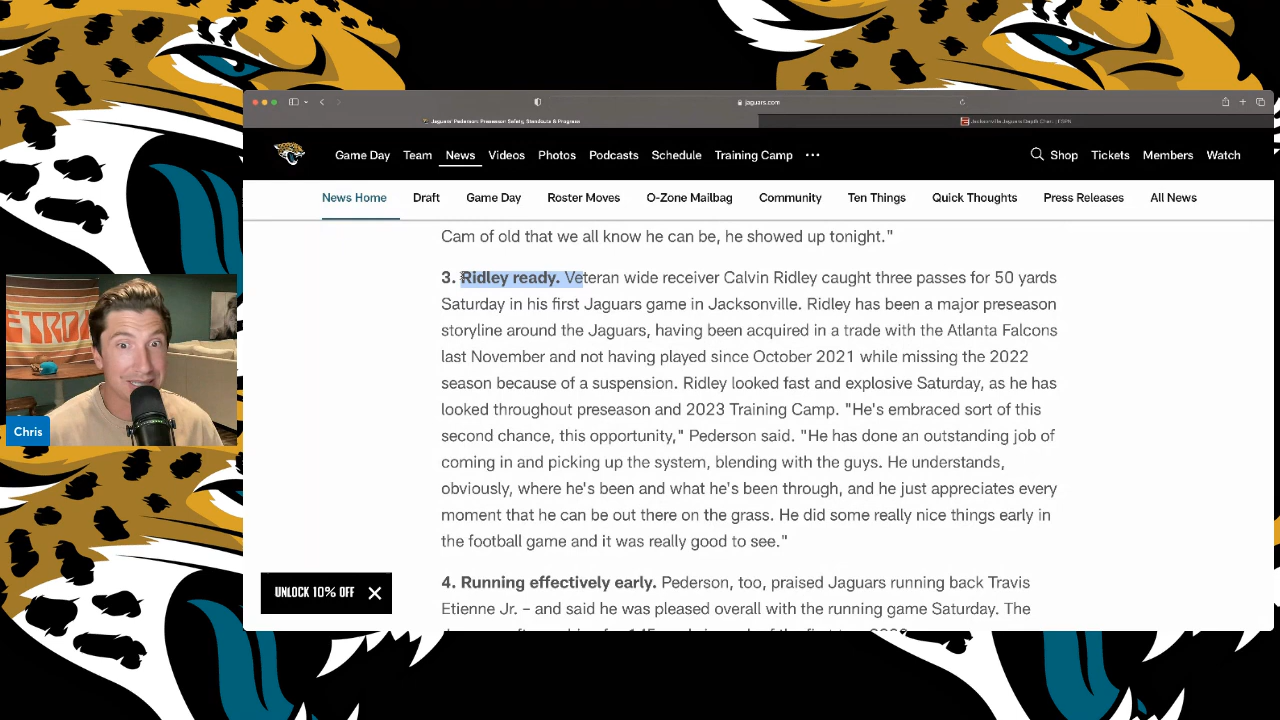 jaguars.com
Jaguars: Pederson: Preseason: Safety, Standouts & Progress
Jacksonville Jaguars Depth Chart | ESPN
Game Day Team News Videos Photos Podcasts Schedule Training Camp ••• Shop Tickets Members Watch
News Home Draft Game Day Roster Moves O-Zone Mailbag Community Ten Things Quick Thoughts Press Releases All News
Cam of old that we all know he can be, he showed up tonight."
3. Ridley ready. Veteran wide receiver Calvin Ridley caught three passes for 50 yards
Saturday in his first Jaguars game in Jacksonville. Ridley has been a major preseason
storyline around the Jaguars, having been acquired in a trade with the Atlanta Falcons
last November and not having played since October 2021 while missing the 2022
season because of a suspension. Ridley looked fast and explosive Saturday, as he has
looked throughout preseason and 2023 Training Camp. "He's embraced sort of this
second chance, this opportunity," Pederson said. "He has done an outstanding job of
coming in and picking up the system, blending with the guys. He understands,
obviously, where he's been and what he's been through, and he just appreciates every
moment that he can be out there on the grass. He did some really nice things early in
the football game and it was really good to see."
4. Running effectively early. Pederson, too, praised Jaguars running back Travis
Etienne Jr. – and said he was pleased overall with the running game Saturday. The
UNLOCK 10% OFF
ETRO
Chris